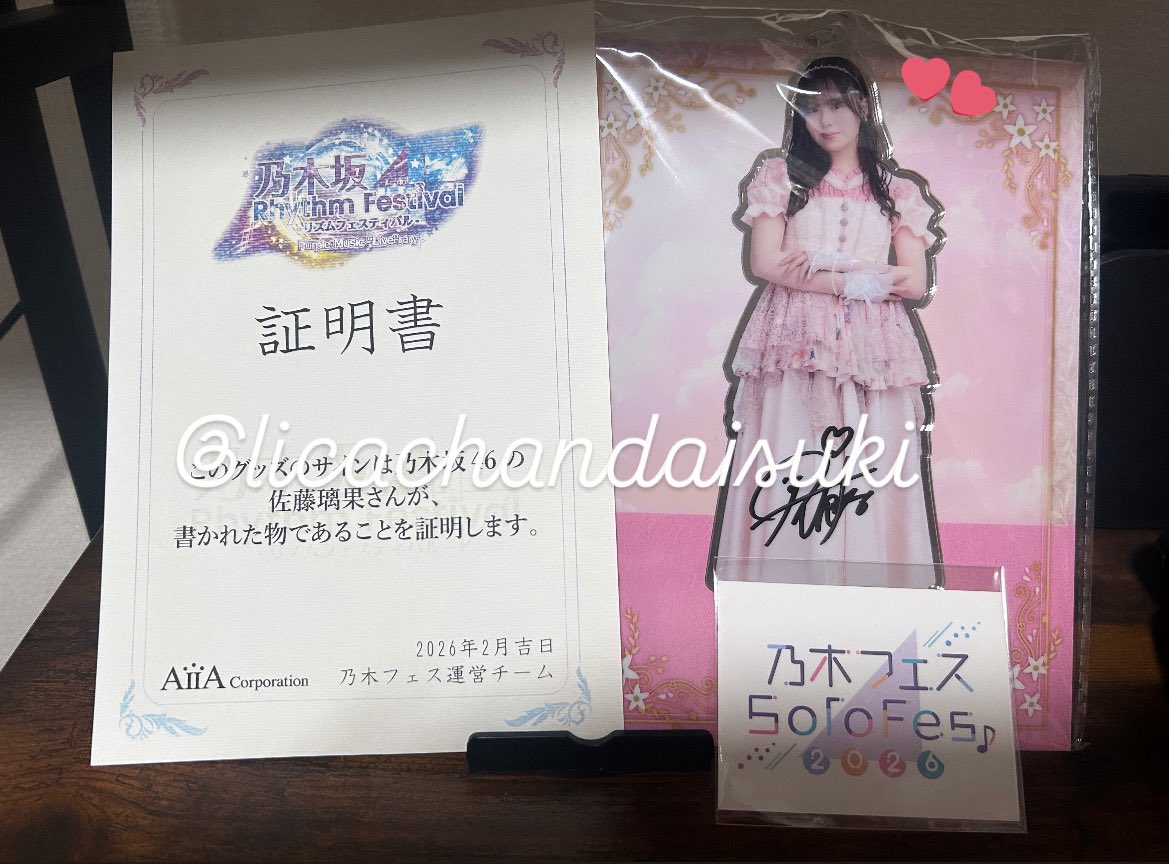 乃木坂
Rhythm Festival
-リズムフェスティバル-
証明書
このグッズのサインは乃木坂46の
佐藤璃果さんが、
書かれた物であることを証明します。
2026年2月吉日
AiiA Corporation
乃木フェス運営チーム
@licachandaisuki
乃木フェス
SoroFes♪
2026